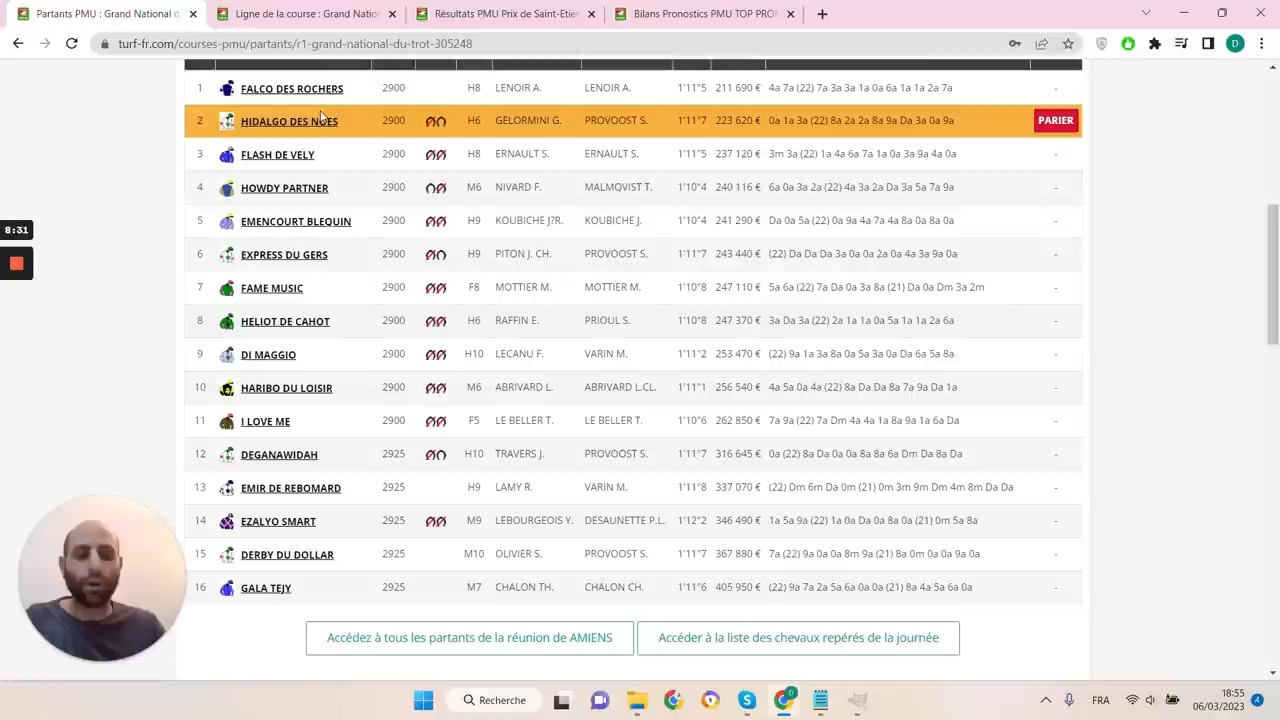 Partants PMU : Grand National d
Ligne de la Course : Grand Nation
Résultats PMU Prix de Saint-Etien
Bilans Pronostics PMU TOP PRO
turf-fr.com/courses-pmu/partants/r1-grand-national-du-trot-305248
1 FALCO DES ROCHERS 2900 H8 LENOIR A. LENOIR A. 1'11"5 211 690 € 4a 7a (22) 7a 3a 3a 1a 0a 6a 1a 1a 2a 7a -
2 HIDALGO DES NOES 2900 H6 GELORMINI G. PROVOOST S. 1'11"7 223 620 € 0a 1a 3a (22) 8a 2a 2a 8a 9a Da 3a 0a 9a PARIER
3 FLASH DE VELY 2900 H8 ERNAULT S. ERNAULT S. 1'11"5 237 120 € 3m 3a (22) 1a 4a 6a 7a 1a 0a 3a 9a 4a 0a -
4 HOWDY PARTNER 2900 M6 NIVARD F. MALMQVIST T. 1'10"4 240 116 € 6a 0a 3a 2a (22) 4a 3a 2a Da 3a 5a 7a 9a -
5 EMENCOURT BLEQUIN 2900 H9 KOUBICHE J?R. KOUBICHE J. 1'10"4 241 290 € Da 0a 5a (22) 0a 9a 4a 7a 4a 8a 0a 8a 0a -
6 EXPRESS DU GERS 2900 H9 PITON J. CH. PROVOOST S. 1'11"7 243 440 € (22) Da Da Da 3a 0a 0a 2a 0a 4a 3a 9a 0a -
7 FAME MUSIC 2900 F8 MOTTIER M. MOTTIER M. 1'10"8 247 110 € 5a 6a (22) 7a Da 0a 3a 8a (21) Da 0a Dm 3a 2m -
8 HELIOT DE CAHOT 2900 H6 RAFFIN E. PRIOUL S. 1'10"8 247 370 € 3a Da 3a (22) 2a 1a 1a 0a 5a 1a 1a 2a 6a -
9 DI MAGGIO 2900 H10 LECANU F. VARIN M. 1'11"2 253 470 € (22) 9a 1a 3a 8a 0a 5a 3a 0a Da 6a 5a 8a -
10 HARIBO DU LOISIR 2900 M6 ABRIVARD L. ABRIVARD L.CL. 1'11"1 256 540 € 4a 5a 0a 4a (22) 8a Da Da 8a 7a 9a Da 1a 1a -
11 I LOVE ME 2900 F5 LE BELLER T. LE BELLER T. 1'10"6 262 850 € 7a 9a (22) 7a Dm 4a 4a 1a 8a 9a 1a 6a Da -
12 DEGANAWIDAH 2925 H10 TRAVERS J. PROVOOST S. 1'11"7 316 645 € 0a (22) 8a Da 0a 0a 8a 8a 6a Dm Da 8a Da -
13 EMIR DE REBOMARD 2925 H9 LAMY R. VARIN M. 1'11"8 337 070 € (22) Dm 6m Da 0m (21) 0m 3m 9m Dm 4m 8m Da Da -
14 EZALYO SMART 2925 M9 LEBOURGEOIS Y. DESAUNETTE P.L. 1'12"2 346 490 € 1a 5a 9a (22) 1a 0a Da 0a 8a 0a (21) 0m 5a 8a -
15 DERBY DU DOLLAR 2925 M10 OLIVIER S. PROVOOST S. 1'11"7 367 880 € 7a (22) 9a 0a 0a 8m 9a (21) 8a 0m 0a 0a 9a 0a -
16 GALA TEJY 2925 M7 CHALON TH. CHALON CH. 1'11"6 405 950 € (22) 9a 7a 2a 5a 6a 0a 0a (21) 8a 4a 5a 6a 0a -
8:31
Accédez à tous les partants de la réunion de AMIENS
Accéder à la liste des chevaux repérés de la journée
Recherche
FRA
18:55
06/03/2023
4